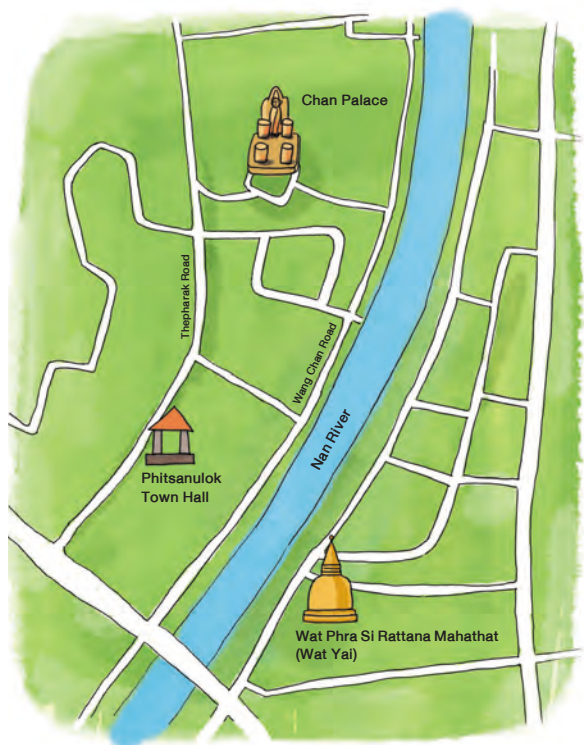 Chan Palace
Thepharak Road
Wang Chan Road
Nan River
Phitsanulok
Town Hall
Wat Phra Si Rattana Mahathat
(Wat Yai)